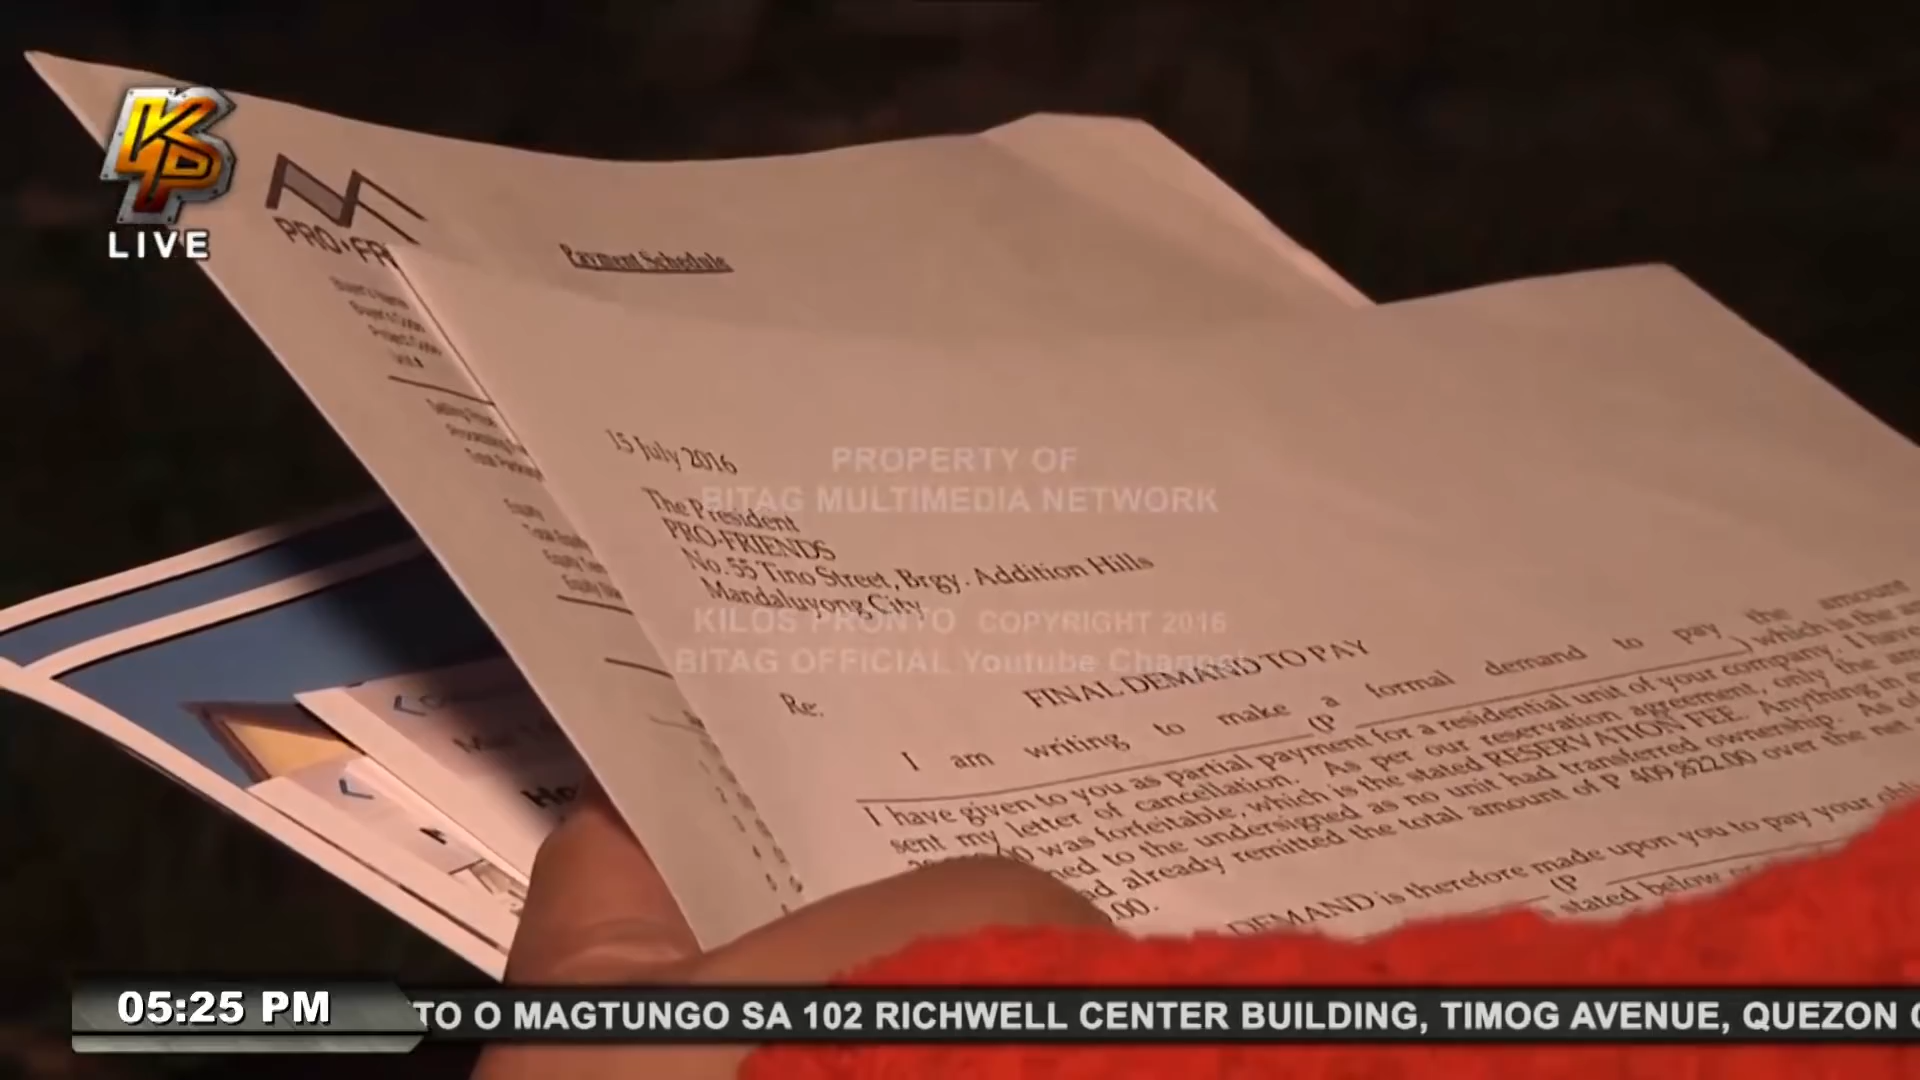 KP
LIVE
PRO-FRI
Payment Schedule
Buyer's Name
15 July 2016
The President
PRO-FRIENDS
No. 55 Tino Street, Brgy. Addition Hills
Mandaluyong City
PROPERTY OF
BITAG MULTIMEDIA NETWORK
KILOS PRONTO COPYRIGHT 2016
BITAG OFFICIAL Youtube Channel
Re: FINAL DEMAND TO PAY
I am writing to make a formal demand to pay the amount
(P ) which is the
I have given to you as partial payment for a residential unit of your company. I have
sent my letter of cancellation. As per our reservation agreement, only the
was forfeitable, which is the stated RESERVATION FEE. Anything in
to the undersigned as no unit had transferred ownership. As of
already remitted the total amount of P 409,822.00 over the net
.00.
DEMAND is therefore made upon you to pay your
(P
stated below
05:25 PM
TO O MAGTUNGO SA 102 RICHWELL CENTER BUILDING, TIMOG AVENUE, QUEZON